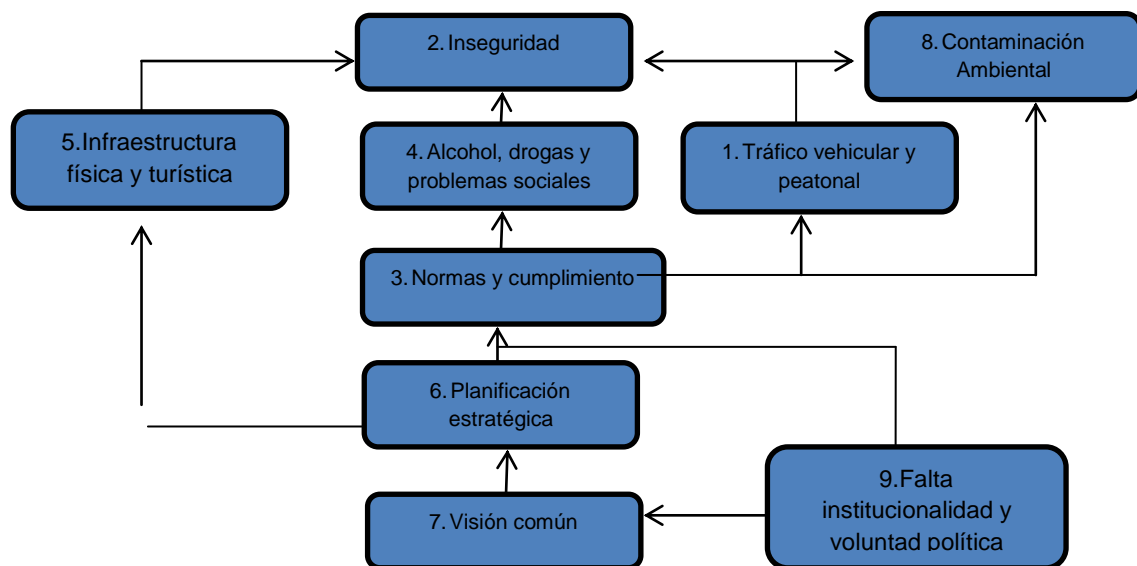 2. Inseguridad
8. Contaminación
Ambiental
5.Infraestructura
física y turística
4. Alcohol, drogas y
problemas sociales
1. Tráfico vehicular y
peatonal
3. Normas y cumplimiento
6. Planificación
estratégica
7. Visión común
9.Falta
institucionalidad y
voluntad política